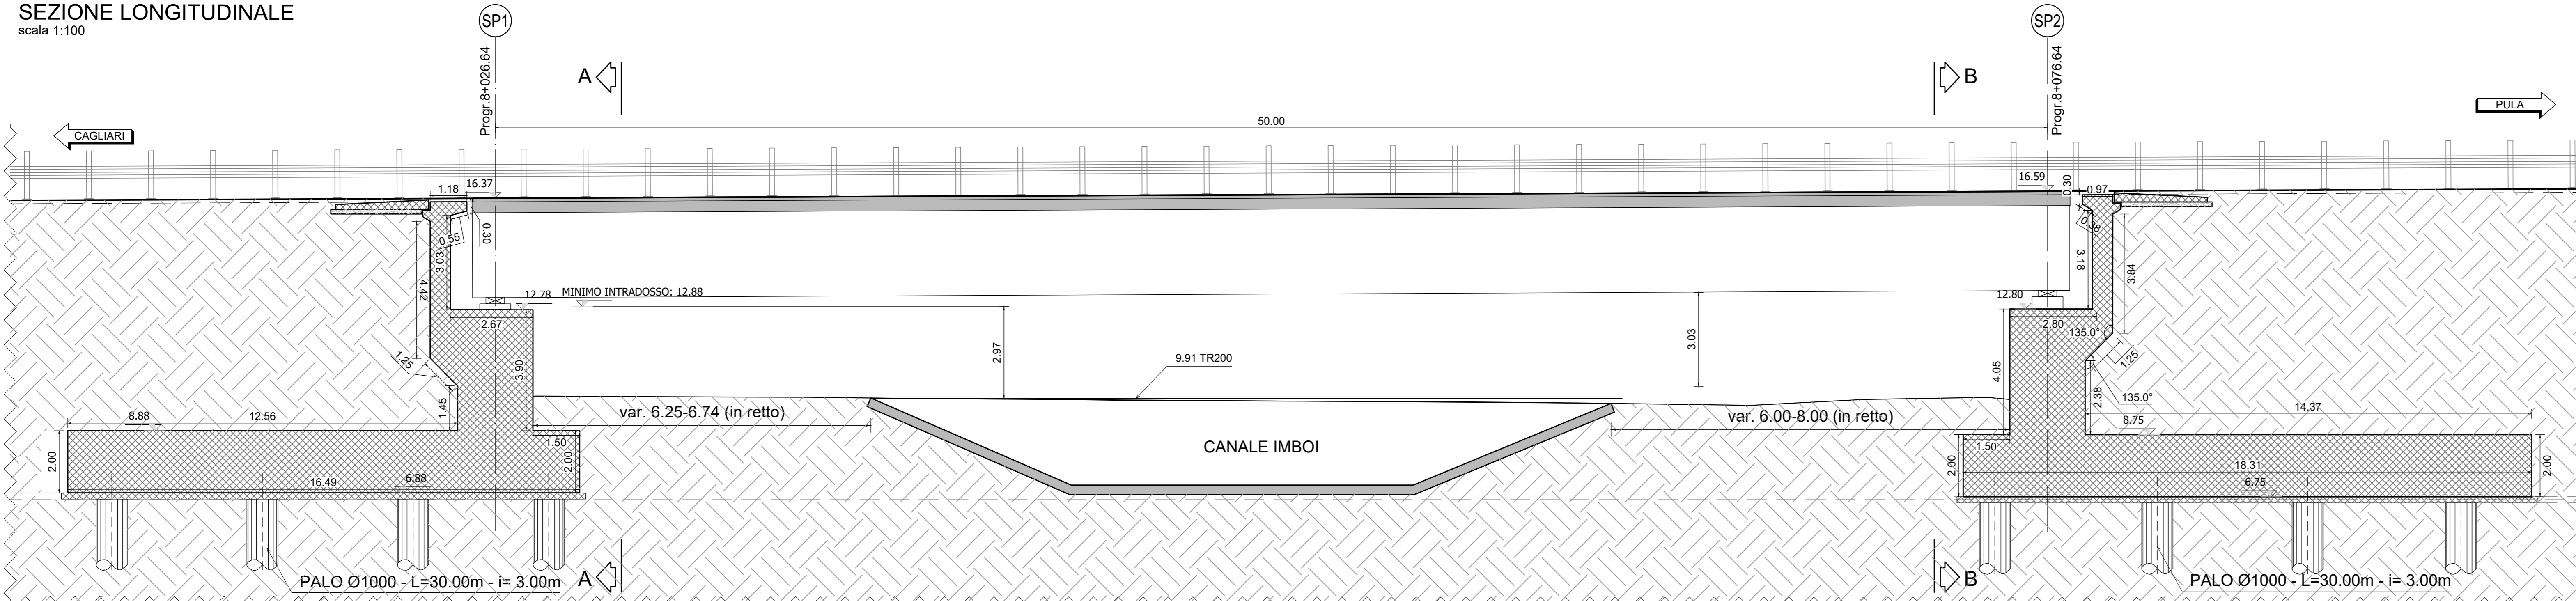 SEZIONE LONGITUDINALE
scala 1:100
SP1
SP2
Progr.8+026.64
Progr.8+076.64
A
B
50.00
CAGLIARI
PULA
1.18
16.37
16.59
0.30
0.97
0.55
0.30
3.03
4.42
0.38
3.18
3.84
12.78
MINIMO INTRADOSSO: 12.88
12.80
2.67
2.80
135.0°
1.25
3.90
2.97
3.03
9.91 TR200
4.05
1.25
1.45
2.38
135.0°
8.88
12.56
var. 6.25-6.74 (in retto)
var. 6.00-8.00 (in retto)
14.37
8.75
1.50
1.50
CANALE IMBOI
2.00
2.00
2.00
2.00
16.49
6.88
18.31
6.75
PALO Ø1000 - L=30.00m - i= 3.00m
A
B
PALO Ø1000 - L=30.00m - i= 3.00m